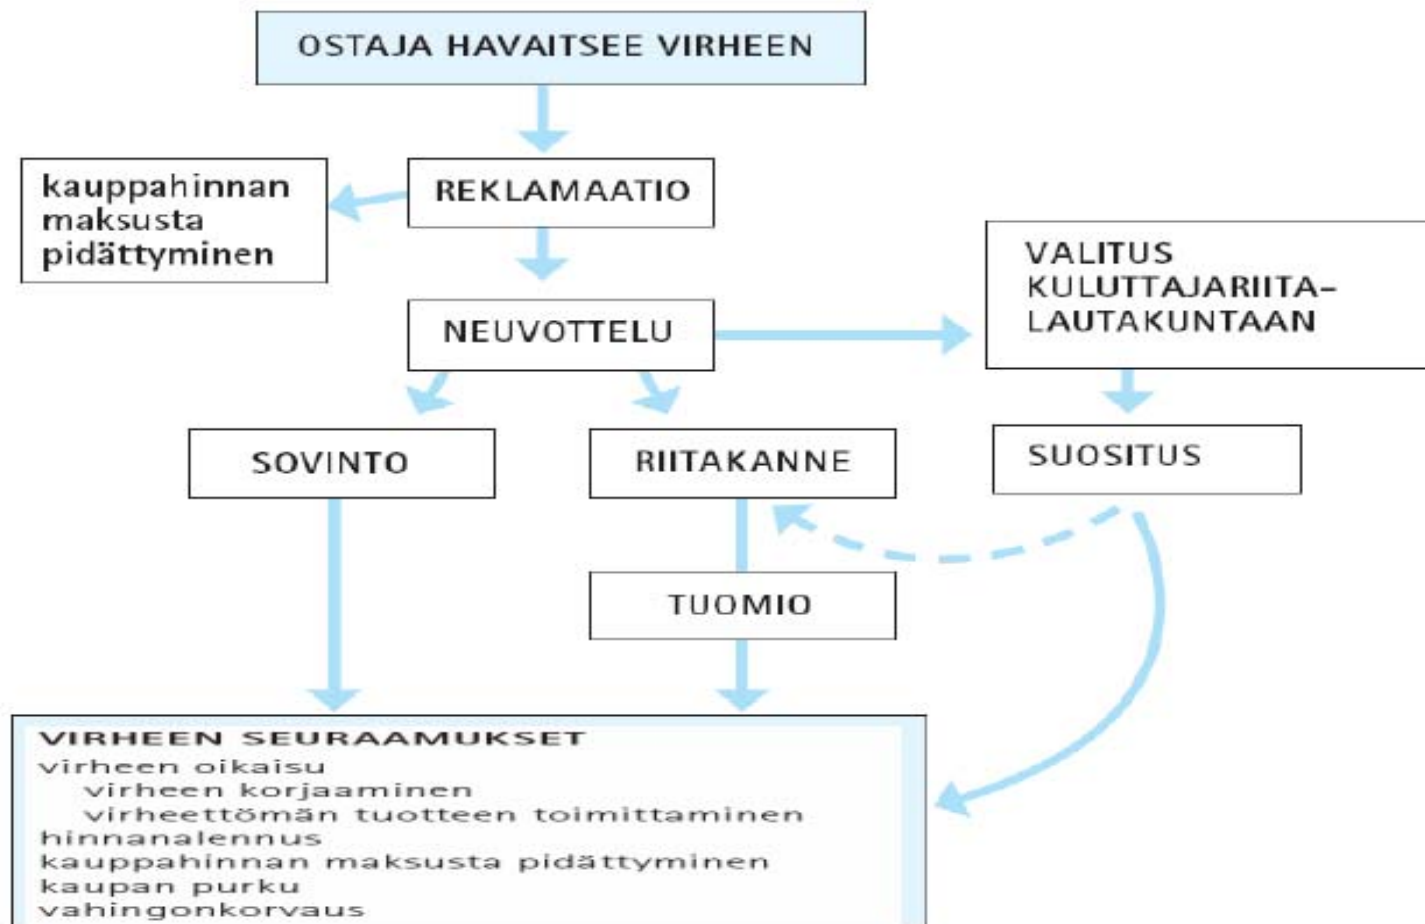 OSTAJA HAVAITSEE VIRHEEN
kauppahinnan
maksusta
pidättyminen
REKLAMAATIO
NEUVOTTELU
VALITUS
KULUTTAJARIITA–
LAUTAKUNTAAN
SOVINTO
RIITAKANNE
SUOSITUS
TUOMIO
VIRHEEN SEURAAMUKSET
virheen oikaisu
virheen korjaaminen
virheettömän tuotteen toimittaminen
hinnanalennus
kauppahinnan maksusta pidättyminen
kaupan purku
vahingonkorvaus